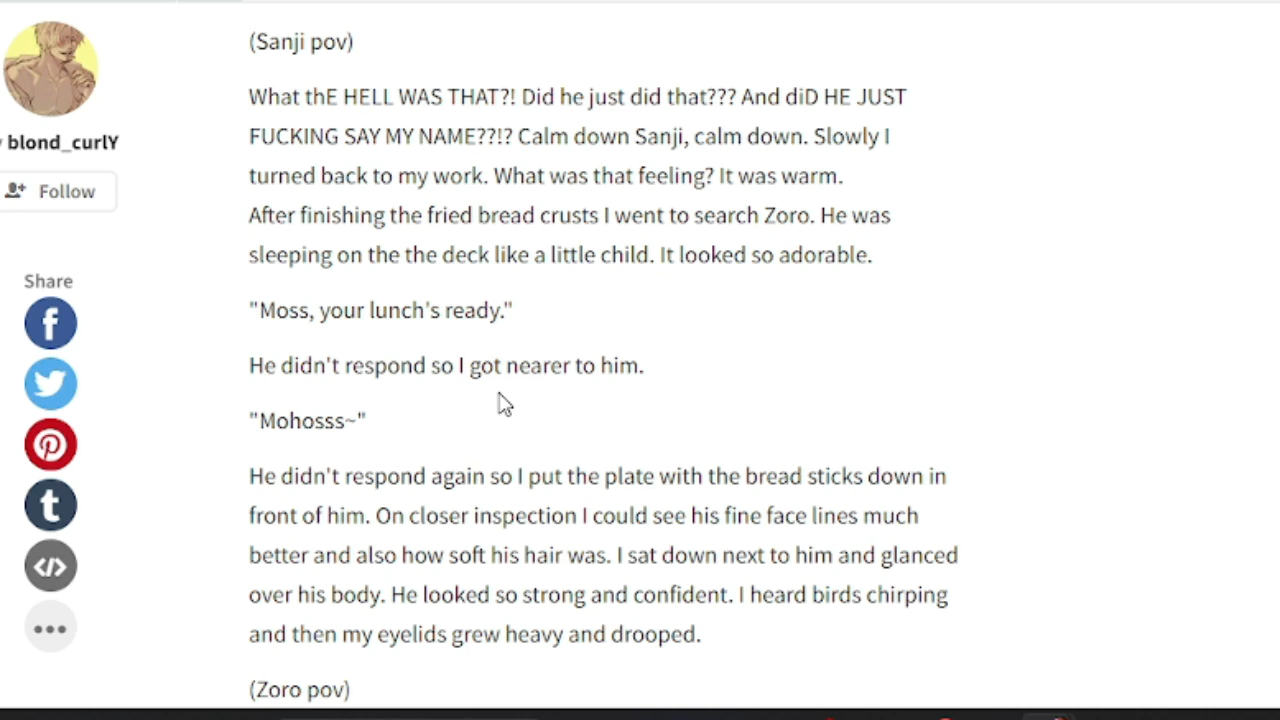 (Sanji pov)
What thE HELL WAS THAT?! Did he just did that??? And diD HE JUST
FUCKING SAY MY NAME??!? Calm down Sanji, calm down. Slowly I
turned back to my work. What was that feeling? It was warm.
After finishing the fried bread crusts I went to search Zoro. He was
sleeping on the the deck like a little child. It looked so adorable.
"Moss, your lunch's ready."
He didn't respond so I got nearer to him.
"Mohosss~"
He didn't respond again so I put the plate with the bread sticks down in
front of him. On closer inspection I could see his fine face lines much
better and also how soft his hair was. I sat down next to him and glanced
over his body. He looked so strong and confident. I heard birds chirping
and then my eyelids grew heavy and drooped.
(Zoro pov)
blond_curlY
Follow
Share